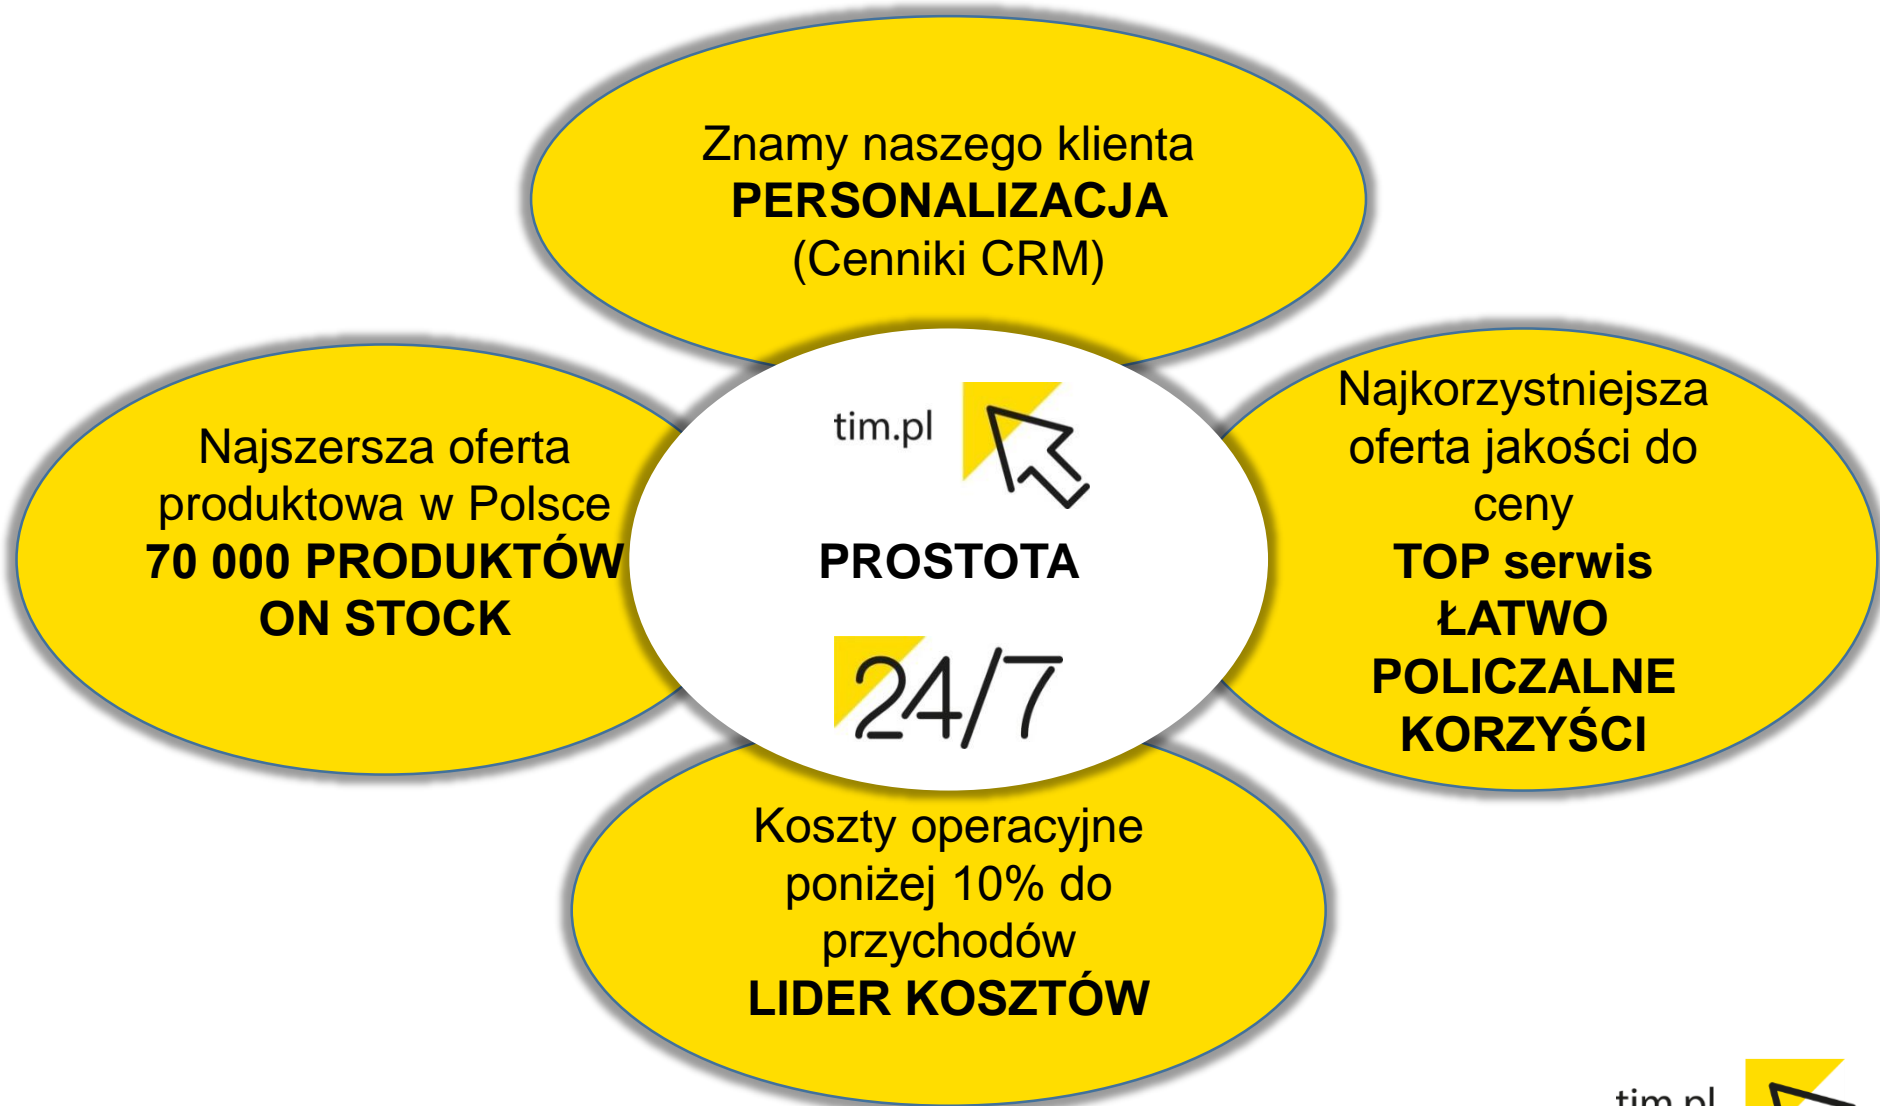 Znamy naszego klienta
PERSONALIZACJA
(Cenniki CRM)
Najszersza oferta
produktowa w Polsce
70 000 PRODUKTÓW
ON STOCK
tim.pl
PROSTOTA
24/7
Najkorzystniejsza
oferta jakości do
ceny
TOP serwis
ŁATWO
POLICZALNE
KORZYŚCI
Koszty operacyjne
poniżej 10% do
przychodów
LIDER KOSZTÓW
tim.pl